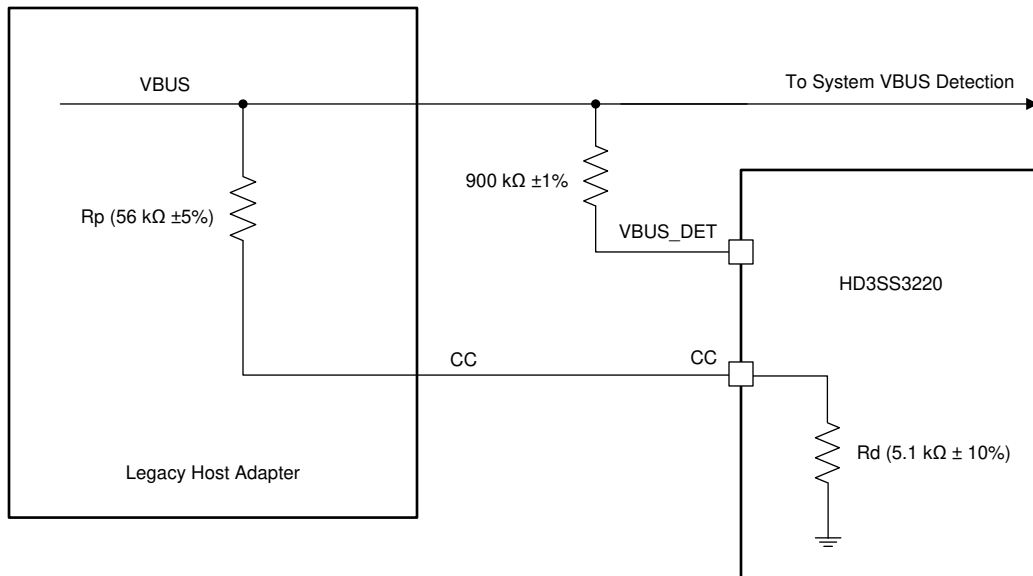 VBUS
To System VBUS Detection
900 kΩ ±1%
Rp (56 kΩ ±5%)
VBUS_DET
HD3SS3220
CC
CC
Rd (5.1 kΩ ± 10%)
Legacy Host Adapter